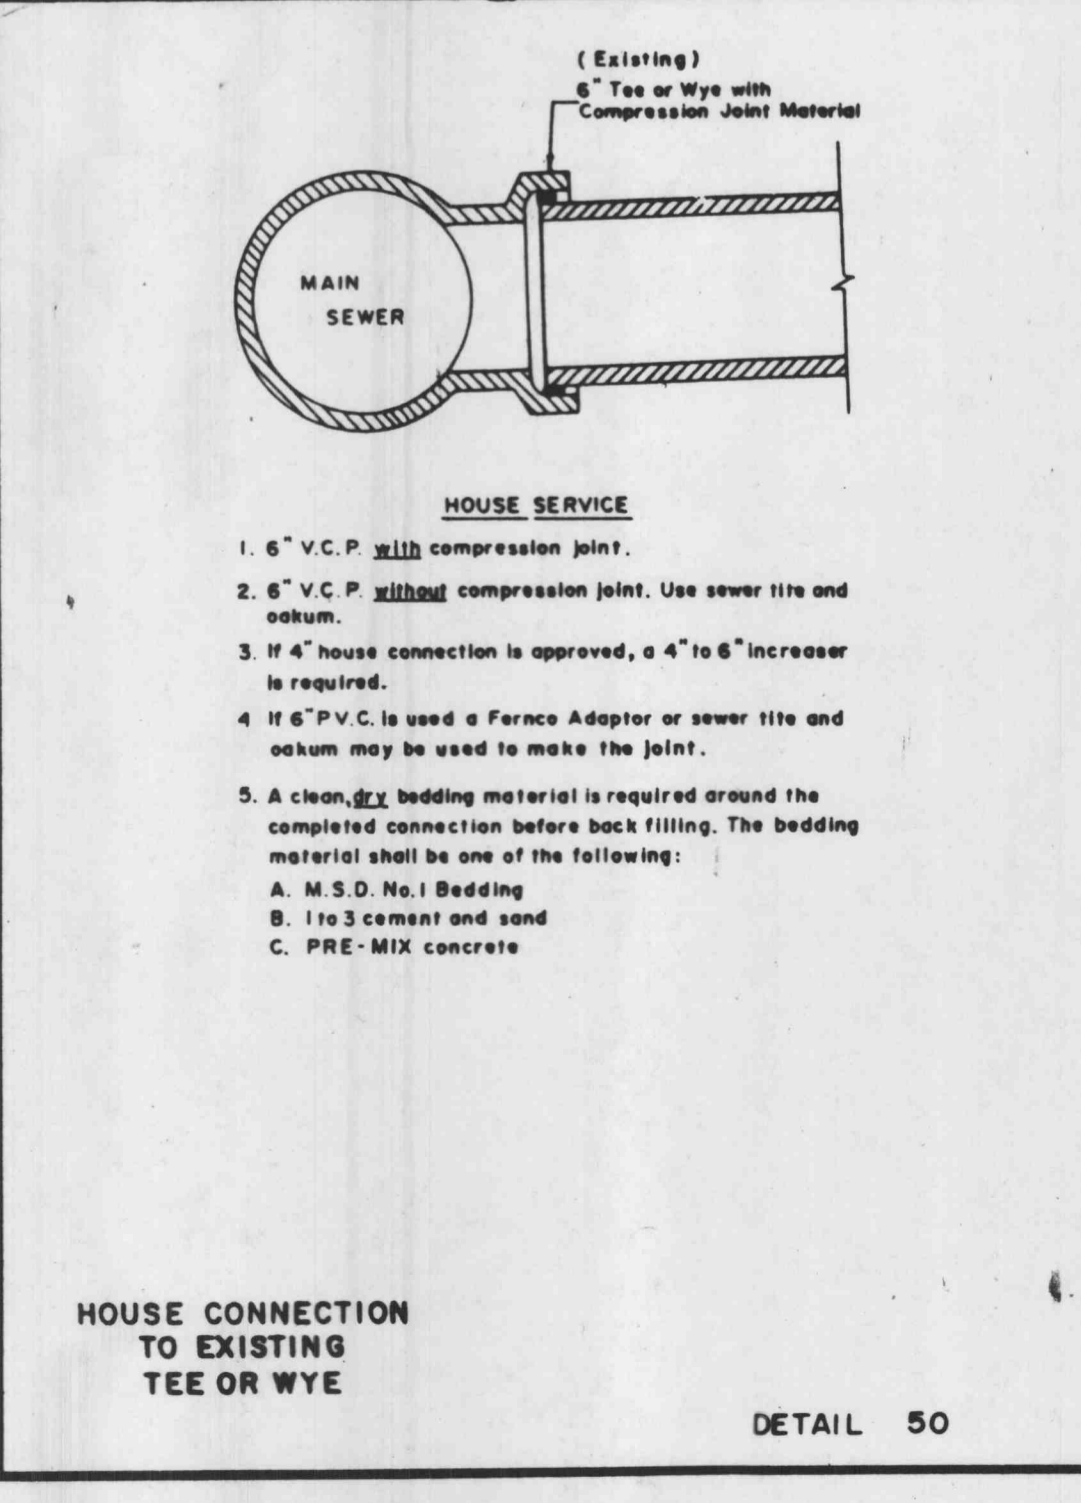 (Existing)
6" Tee or Wye with
Compression Joint Material
MAIN
SEWER
HOUSE SERVICE
1. 6" V.C.P. with compression joint.
2. 6" V.C.P. without compression joint. Use sewer tite and
oakum.
3. If 4" house connection is approved, a 4" to 6" increaser
is required.
4 If 6" P V.C. is used a Fernco Adaptor or sewer tite and
oakum may be used to make the joint.
5. A clean, dry bedding material is required around the
completed connection before back filling. The bedding
material shall be one of the following:
A. M.S.D. No.1 Bedding
B. 1 to 3 cement and sand
C. PRE-MIX concrete
HOUSE CONNECTION
TO EXISTING
TEE OR WYE
DETAIL 50